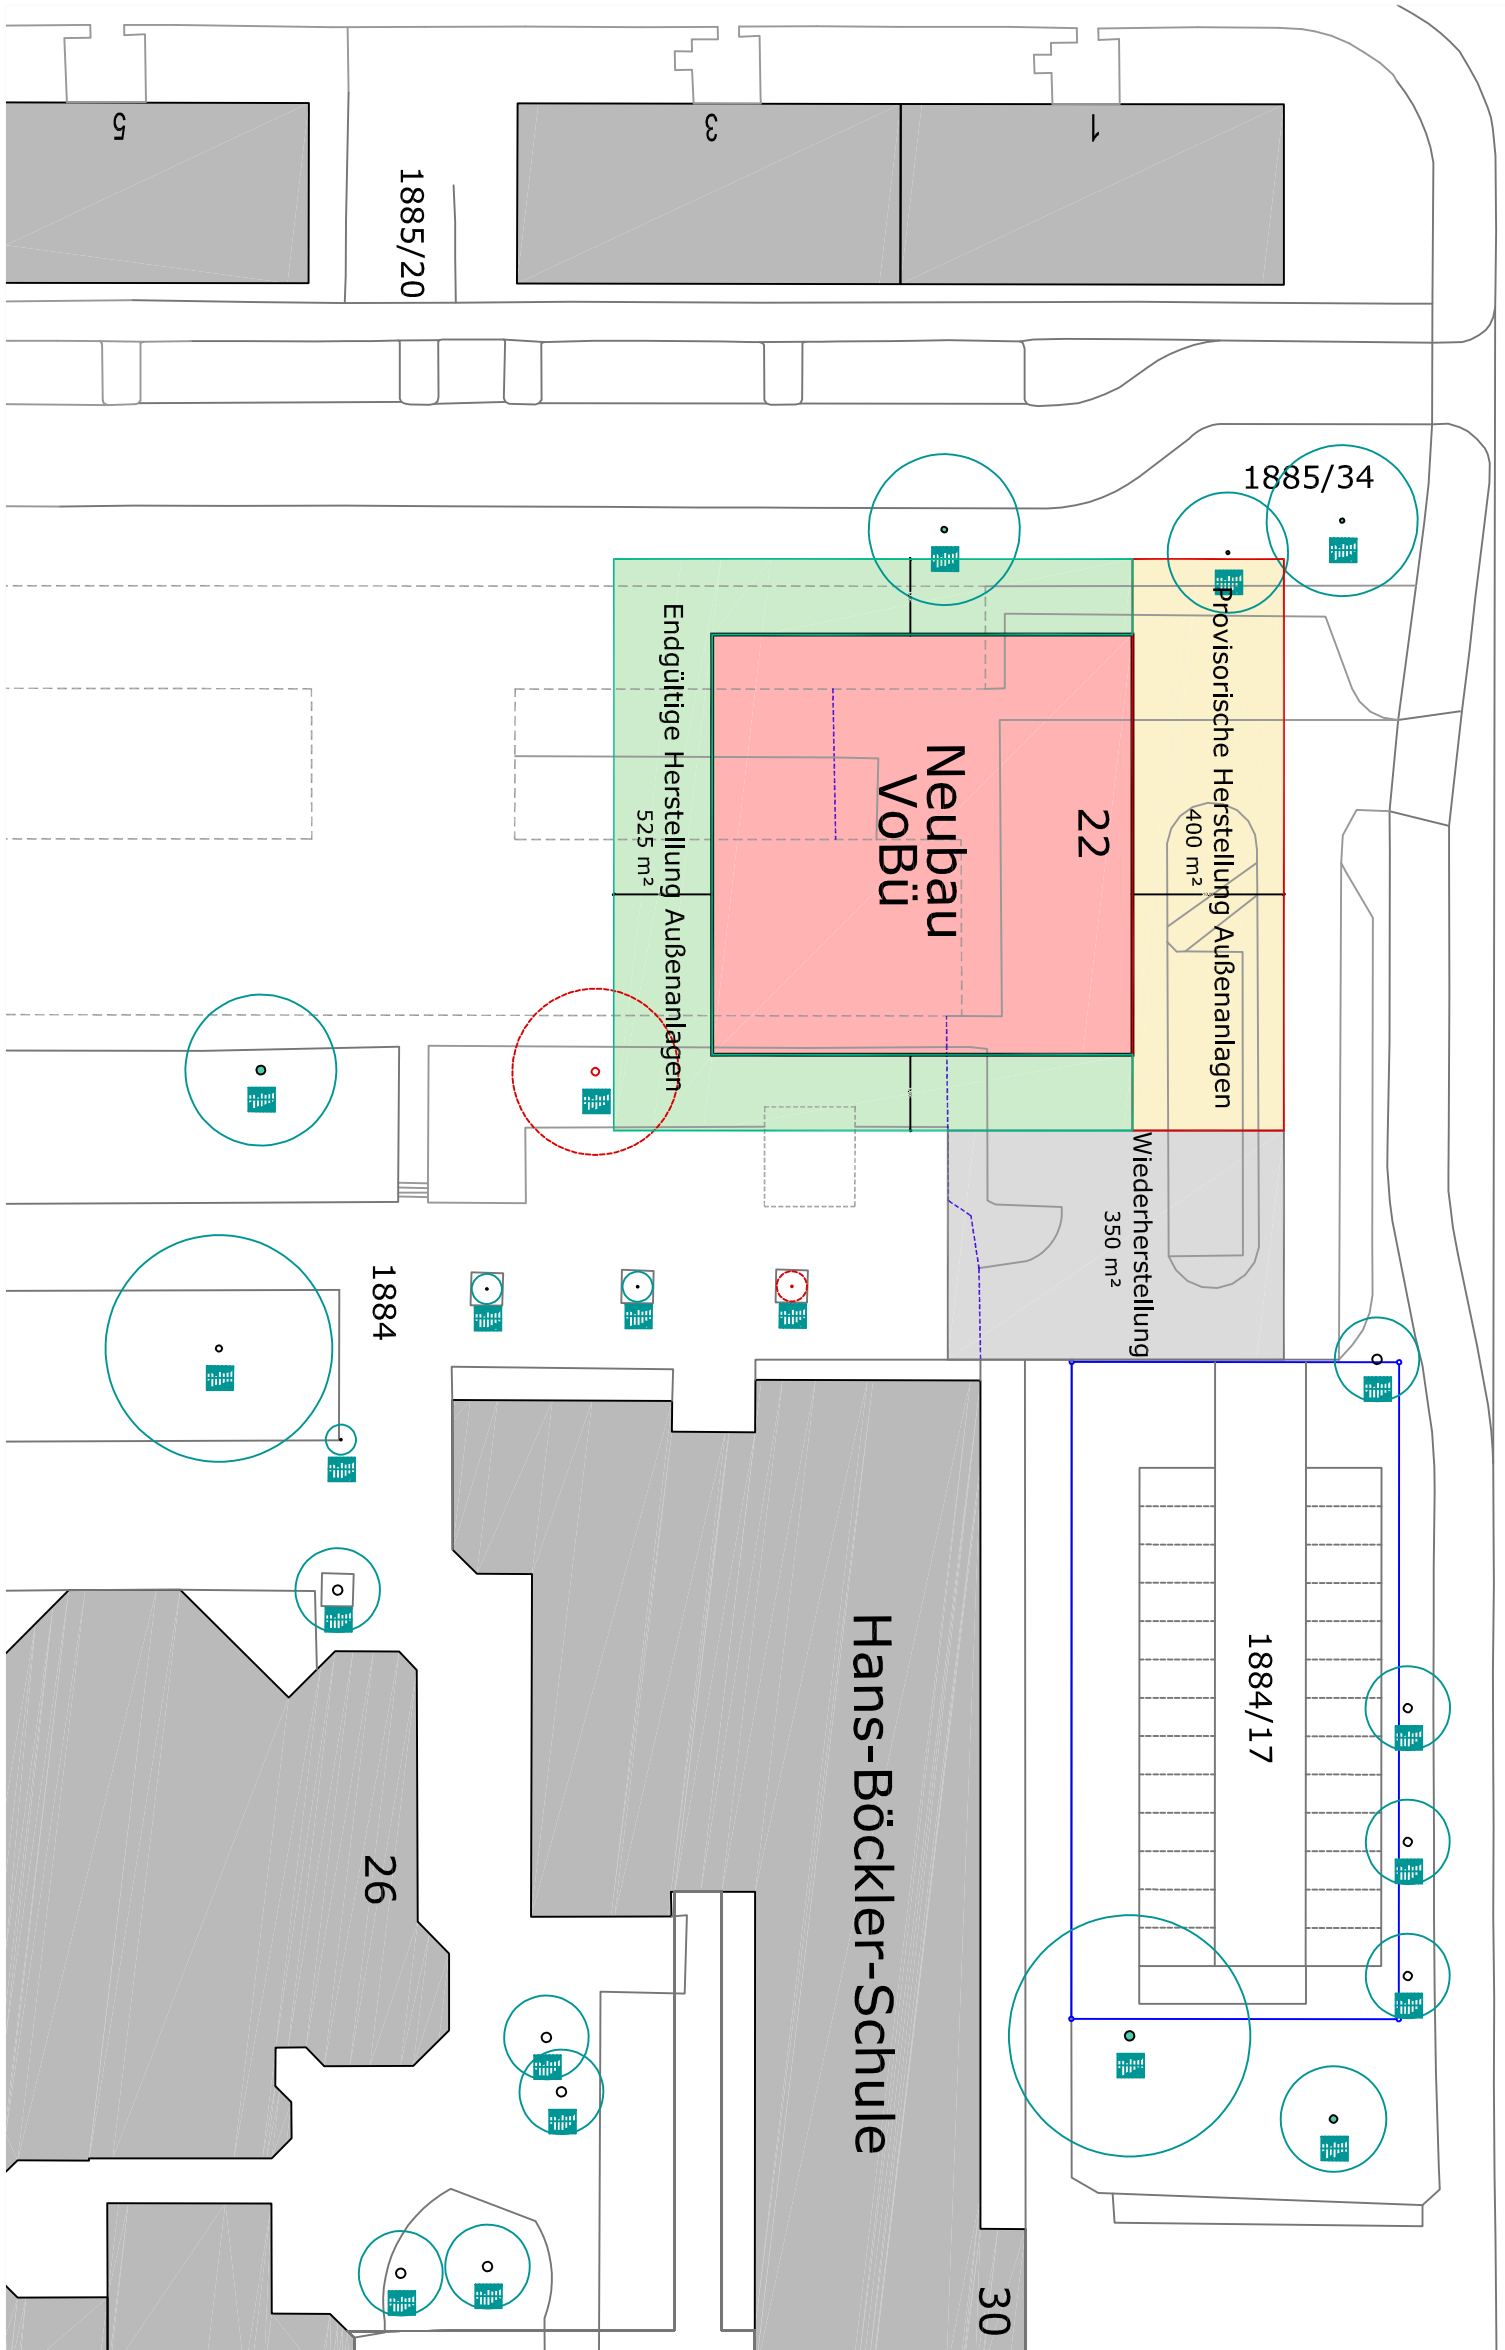 5
3
1
1885/20
1885/34
Provisorische Herstellung Außenanlagen
400 m²
22
Neubau
VoBü
Endgültige Herstellung Außenanlagen
525 m²
Wiederherstellung
350 m²
1884
1884/17
Hans-Böckler-Schule
26
30